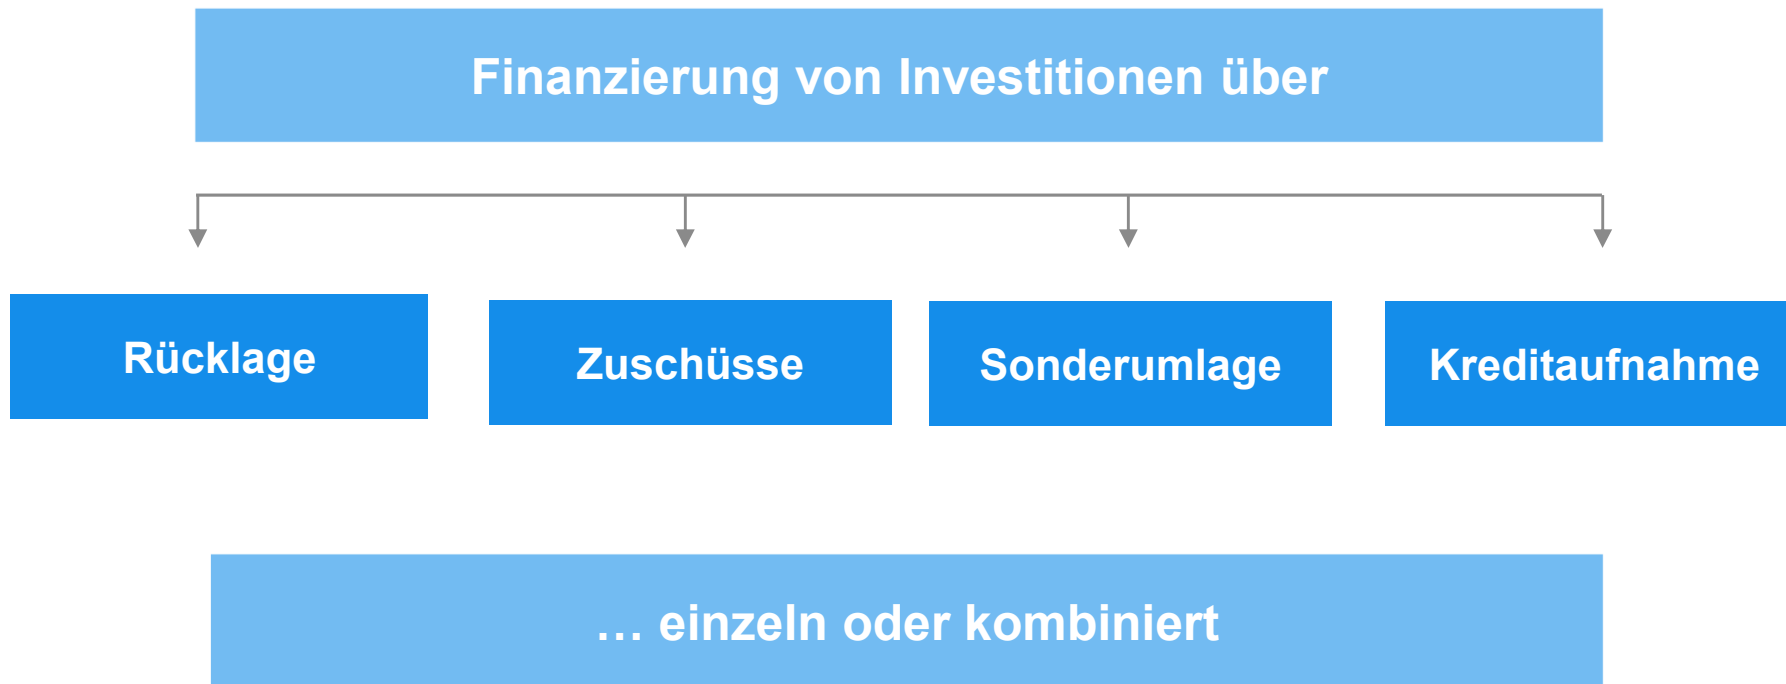 Finanzierung von Investitionen über
Rücklage
Zuschüsse
Sonderumlage
Kreditaufnahme
… einzeln oder kombiniert